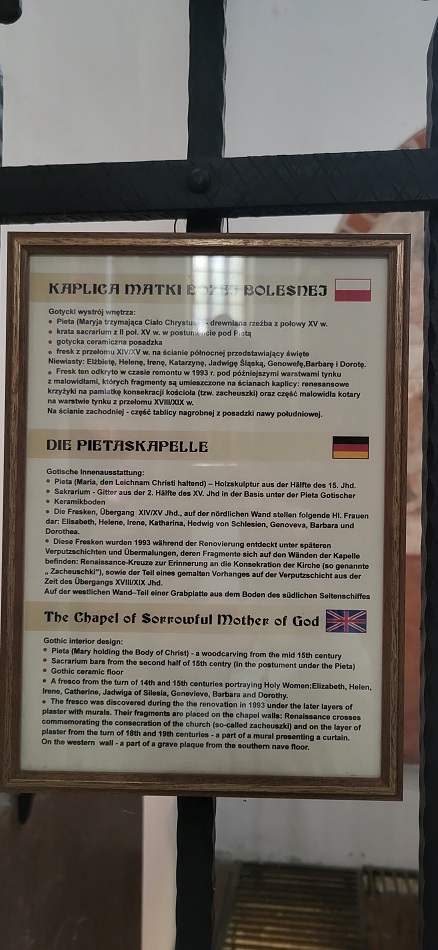 KAPLICA MATKI BOŻEJ BOLESNEJ
Gotycki wystrój wnętrza:
• Pieta (Maryja trzymająca Ciało Chrystusa) - drewniana rzeźba z połowy XV w.
• krata sacrarium z II poł. XV w. w postumencie pod Pietą
• gotycka ceramiczna posadzka
• fresk z przełomu XIV/XV w. na ścianie północnej przedstawiający święte
Niewiasty: Elżbietę, Helenę, Irenę, Katarzynę, Jadwigę Śląską, Genowefę,Barbarę i Dorotę.
• Fresk ten odkryto w czasie remontu w 1993 r. pod późniejszymi warstwami tynku
z malowidłami, których fragmenty są umieszczone na ścianach kaplicy: renesansowe
krzyżyki na pamiątkę konsekracji kościoła (tzw. zacheuszki) oraz część malowidła kotary
na warstwie tynku z przełomu XVIII/XIX w.
Na ścianie zachodniej - część tablicy nagrobnej z posadzki nawy południowej.
DIE PIETASKAPELLE
Gotische Innenausstattung:
• Pieta (Maria, den Leichnam Christi haltend) – Holzskulptur aus der Hälfte des 15. Jhd.
• Sakrarium - Gitter aus der 2. Hälfte des XV. Jhd in der Basis unter der Pieta Gotischer
• Keramikboden
• Die Fresken, Übergang XIV/XV Jhd., auf der nördlichen Wand stellen folgende Hl. Frauen
dar: Elisabeth, Helene, Irene, Katharina, Hedwig von Schlesien, Genoveva, Barbara und
Dorothea.
• Diese Fresken wurden 1993 während der Renovierung entdeckt unter späteren
Verputzschichten und Übermalungen, deren Fragmente sich auf den Wänden der Kapelle
befinden: Renaissance-Kreuze zur Erinnerung an die Konsekration der Kirche (so genannte
„ Zacheuschki"), sowie der Teil eines gemalten Vorhanges auf der Verputzschicht aus der
Zeit des Übergangs XVIII/XIX Jhd.
Auf der westlichen Wand–Teil einer Grabplatte aus dem Boden des südlichen Seitenschiffes
The Chapel of Sorrowful Mother of God
Gothic interior design:
• Pieta (Mary holding the Body of Christ) - a woodcarving from the mid 15th century
• Sacrarium bars from the second half of 15th centry (in the postument under the Pieta)
• Gothic ceramic floor
• A fresco from the turn of 14th and 15th centuries portraying Holy Women:Elizabeth, Helen,
Irene, Catherine, Jadwiga of Silesia, Genevieve, Barbara and Dorothy.
• The fresco was discovered during the the renovation in 1993 under the later layers of
plaster with murals. Their fragments are placed on the chapel walls: Renaissance crosses
commemorating the consecration of the church (so-called zacheuszki) and on the layer of
plaster from the turn of 18th and 19th centuries - a part of a mural presenting a curtain.
On the western wall - a part of a grave plaque from the southern nave floor.